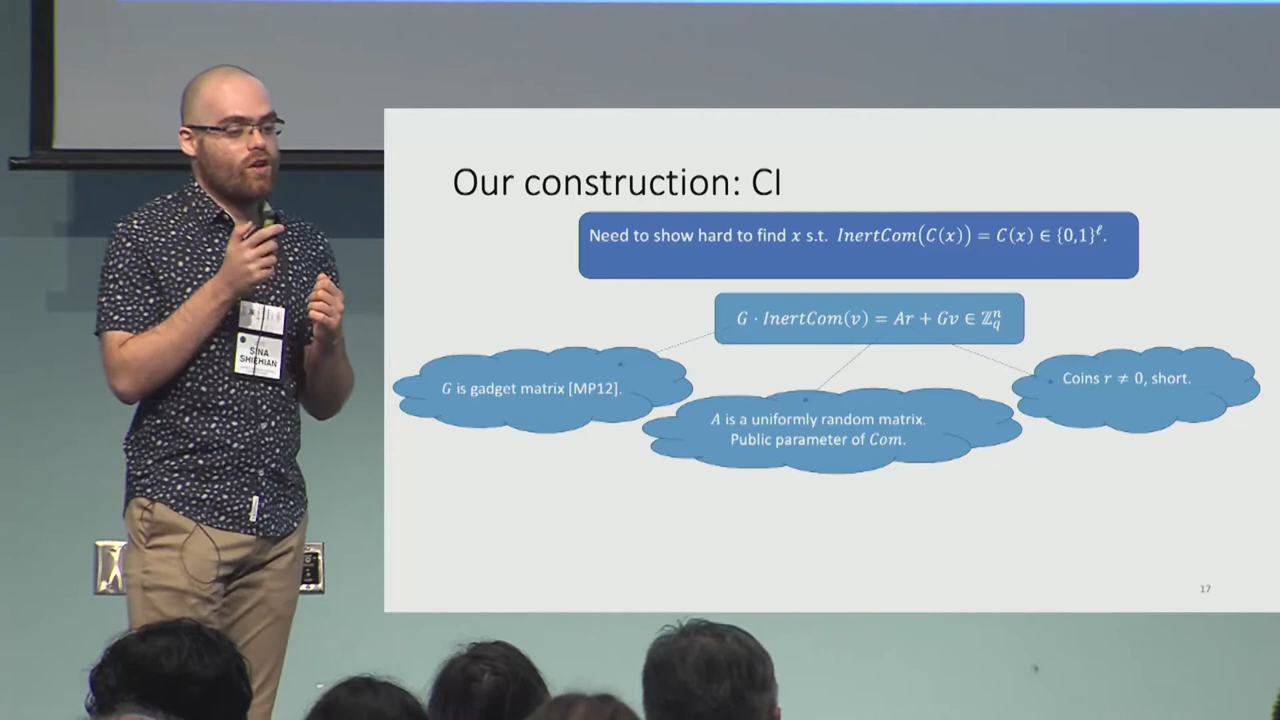 Our construction: CI
Need to show hard to find x s.t. InertCom(C(x)) = C(x) ∈ {0,1}^ℓ.
G · InertCom(v) = Ar + Gv ∈ ℤ_q^n
G is gadget matrix [MP12].
A is a uniformly random matrix.
Public parameter of Com.
Coins r ≠ 0, short.
17
SINA
SHIEHIAN